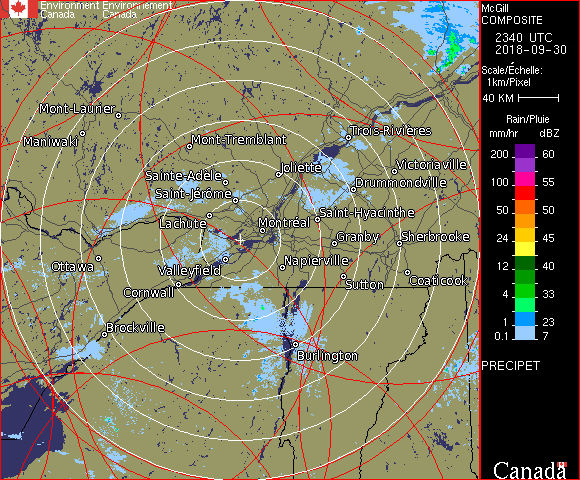 Environment Environnement
Canada Canada
McGill
COMPOSITE
2340 UTC
2018-09-30
Scale/Échelle:
1km/Pixel
40 KM
Rain/Pluie
mm/hr dBZ
200 60
100 55
50 50
24 45
12 40
4 33
1 23
0.1 7
PRECIPET
Canada
Mont-Laurier
Maniwaki
Mont-Tremblant
Trois-Rivières
Joliette
Victoriaville
Sainte-Adèle
Drummondville
Saint-Jérôme
Saint-Hyacinthe
Lachute
Montréal
Granby
Sherbrooke
Ottawa
Valleyfield
Napierville
Sutton
Coaticook
Cornwall
Brockville
Burlington